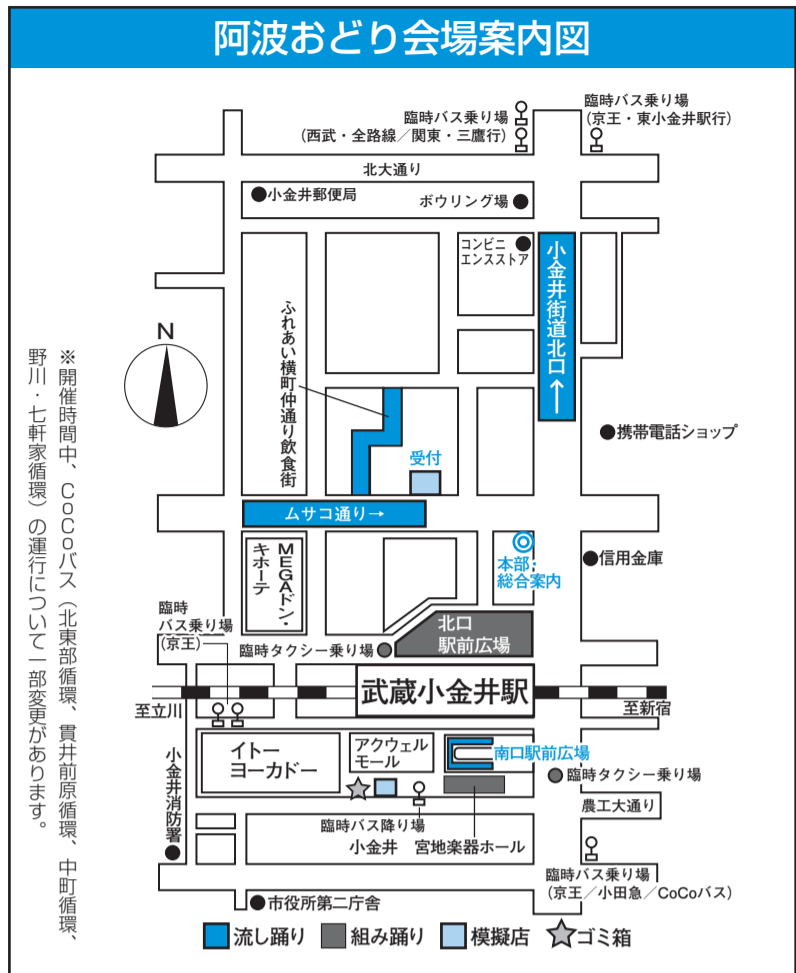 阿波おどり会場案内図
臨時バス乗り場
(西武・全路線／関東・三鷹行)
臨時バス乗り場
(京王・東小金井駅行)
北大通り
小金井郵便局
ボウリング場
コンビニ
エンスストア
小金井街道北口↑
ふれあい横町仲通り飲食街
N
携帯電話ショップ
受付
ムサコ通り→
MEGAドン・
キホーテ
本部・
総合案内
信用金庫
臨時
バス乗り場
(京王)
臨時タクシー乗り場
北口
駅前広場
武蔵小金井駅
至立川
至新宿
イトー
ヨーカドー
アクウェル
モール
南口駅前広場
臨時タクシー乗り場
小金井消防署
農工大通り
臨時バス降り場
小金井 宮地楽器ホール
臨時バス乗り場
(京王／小田急／CoCoバス)
市役所第二庁舎
流し踊り 組み踊り 模擬店 ゴミ箱
※開催時間中、CoCoバス（北東部循環、貫井前原循環、中町循環、
野川・七軒家循環）の運行について一部変更があります。